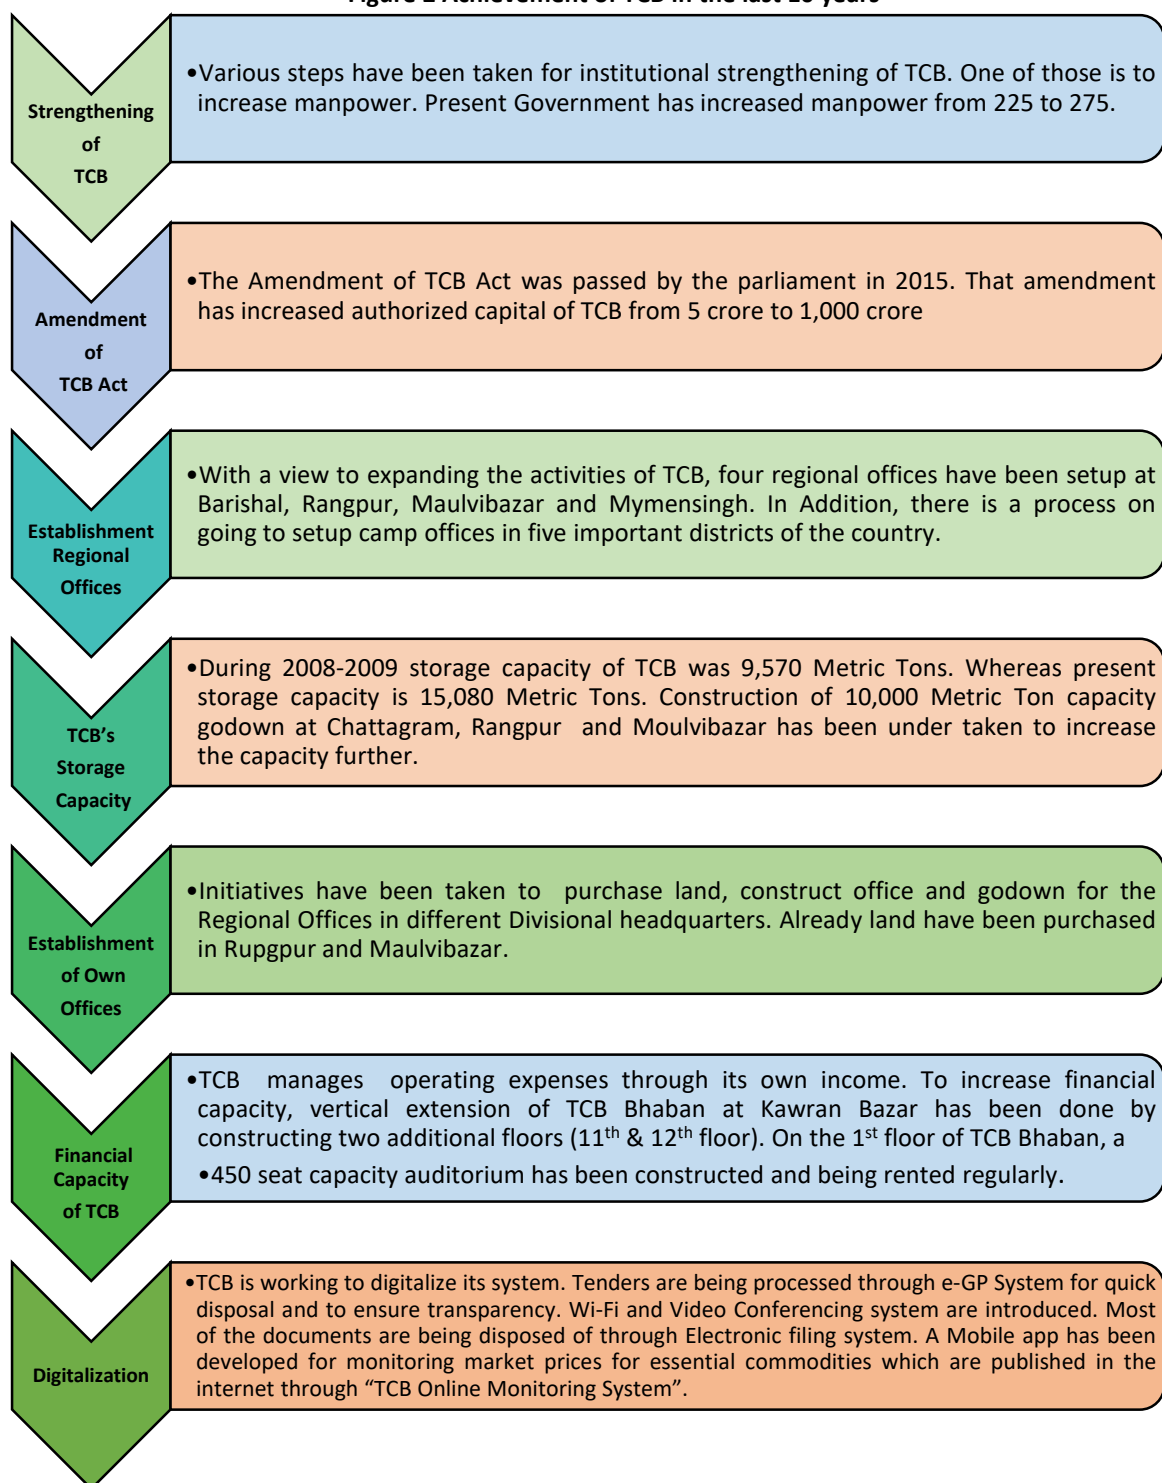 Strengthening
of
TCB
•Various steps have been taken for institutional strengthening of TCB. One of those is to
increase manpower. Present Government has increased manpower from 225 to 275.
Amendment
of
TCB Act
•The Amendment of TCB Act was passed by the parliament in 2015. That amendment
has increased authorized capital of TCB from 5 crore to 1,000 crore
Establishment
Regional
Offices
•With a view to expanding the activities of TCB, four regional offices have been setup at
Barishal, Rangpur, Maulvibazar and Mymensingh. In Addition, there is a process on
going to setup camp offices in five important districts of the country.
TCB’s
Storage
Capacity
•During 2008-2009 storage capacity of TCB was 9,570 Metric Tons. Whereas present
storage capacity is 15,080 Metric Tons. Construction of 10,000 Metric Ton capacity
godown at Chattagram, Rangpur and Moulvibazar has been under taken to increase
the capacity further.
Establishment
of Own
Offices
•Initiatives have been taken to purchase land, construct office and godown for the
Regional Offices in different Divisional headquarters. Already land have been purchased
in Rupgpur and Maulvibazar.
Financial
Capacity
of TCB
•TCB manages operating expenses through its own income. To increase financial
capacity, vertical extension of TCB Bhaban at Kawran Bazar has been done by
constructing two additional floors (11th & 12th floor). On the 1st floor of TCB Bhaban, a
•450 seat capacity auditorium has been constructed and being rented regularly.
Digitalization
•TCB is working to digitalize its system. Tenders are being processed through e-GP System for quick
disposal and to ensure transparency. Wi-Fi and Video Conferencing system are introduced. Most
of the documents are being disposed of through Electronic filing system. A Mobile app has been
developed for monitoring market prices for essential commodities which are published in the
internet through “TCB Online Monitoring System”.